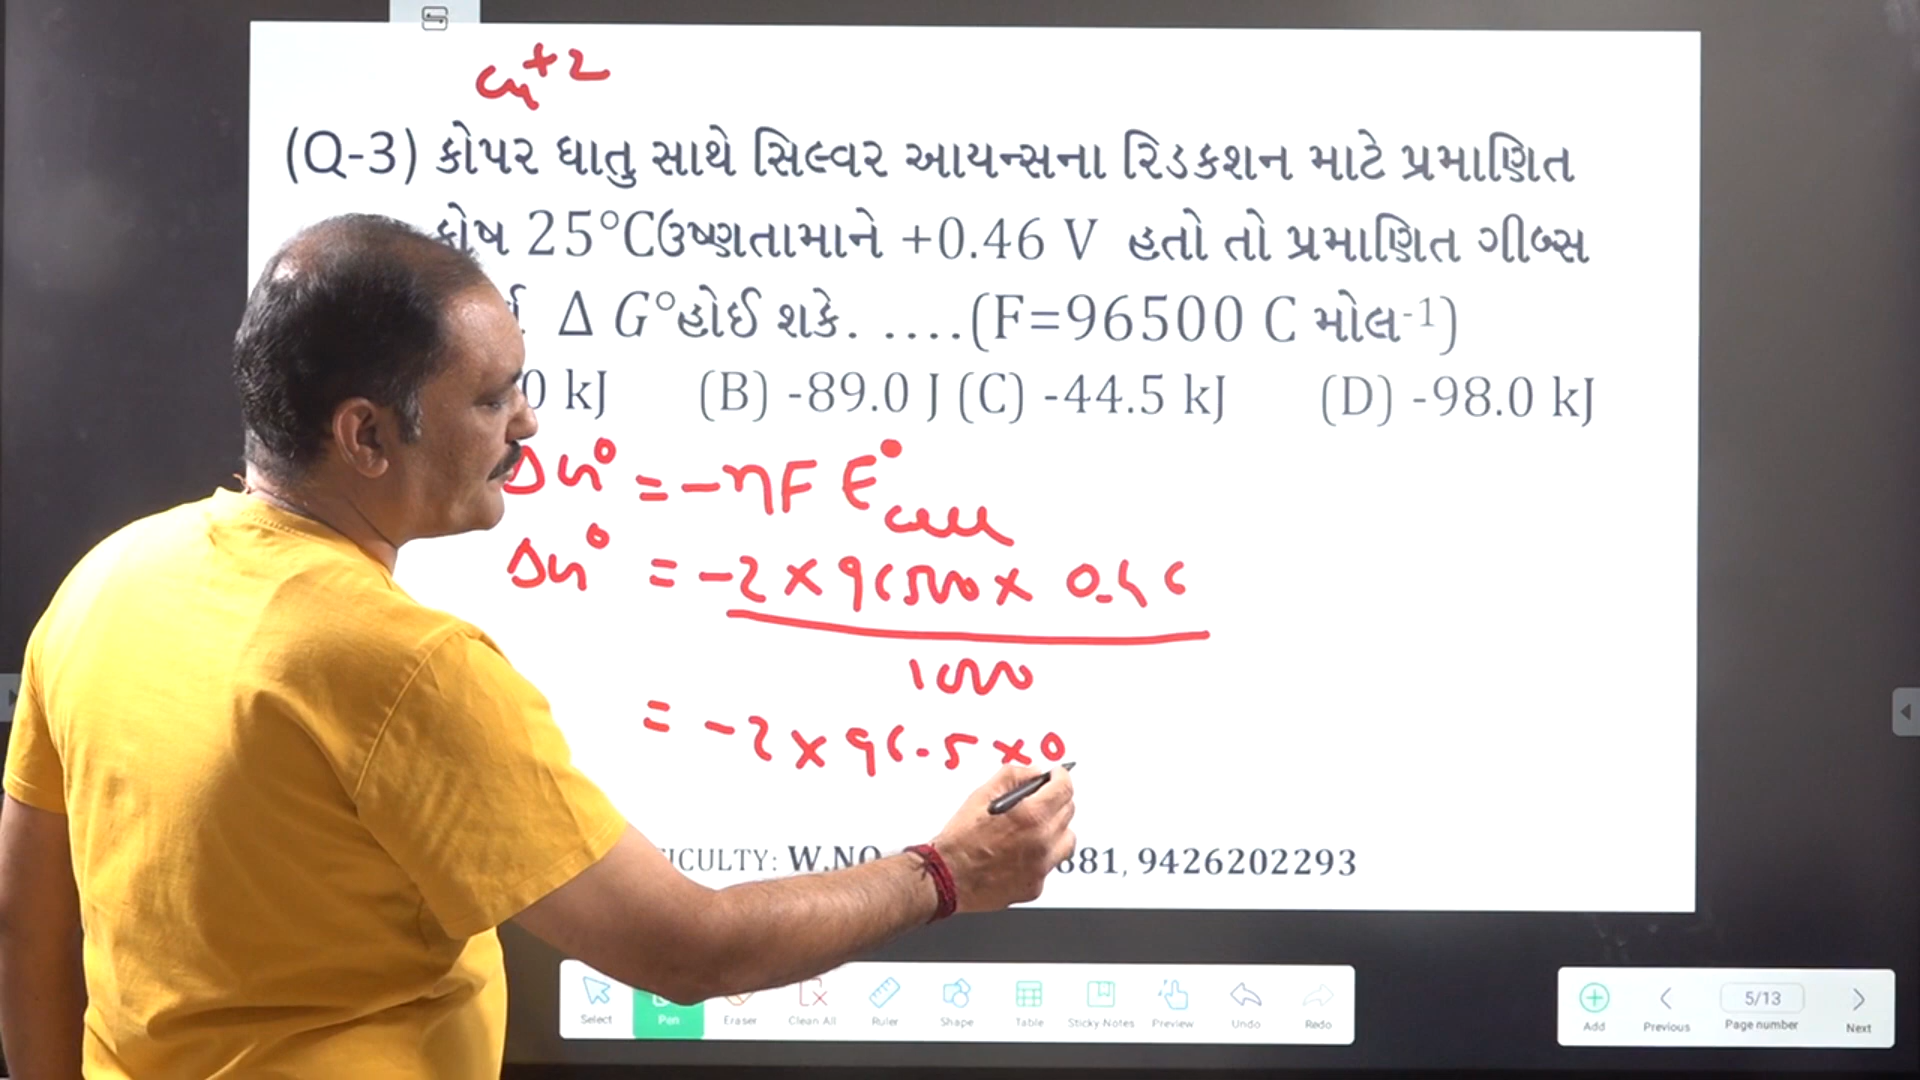 Cu+2
(Q-3) કોપર ધાતુ સાથે સિલ્વર આયન્સના રિડકશન માટે પ્રમાણિત
કોષ 25°Cઉષ્ણતામાને +0.46 V હતો તો પ્રમાણિત ગીબ્સ
Δ G°હોઈ શકે. ....(F=96500 C મોલ-1)
0 kJ (B) -89.0 J (C) -44.5 kJ (D) -98.0 kJ
ΔG° = -nF E°cell
ΔG° = -2 × 96500 × 0.46
1000
= -2 × 96.5 × 0
W.NO 881, 9426202293
Select Pen Eraser Clean All Ruler Shape Table Sticky Notes Preview Undo Redo
Add Previous 5/13 Page number Next